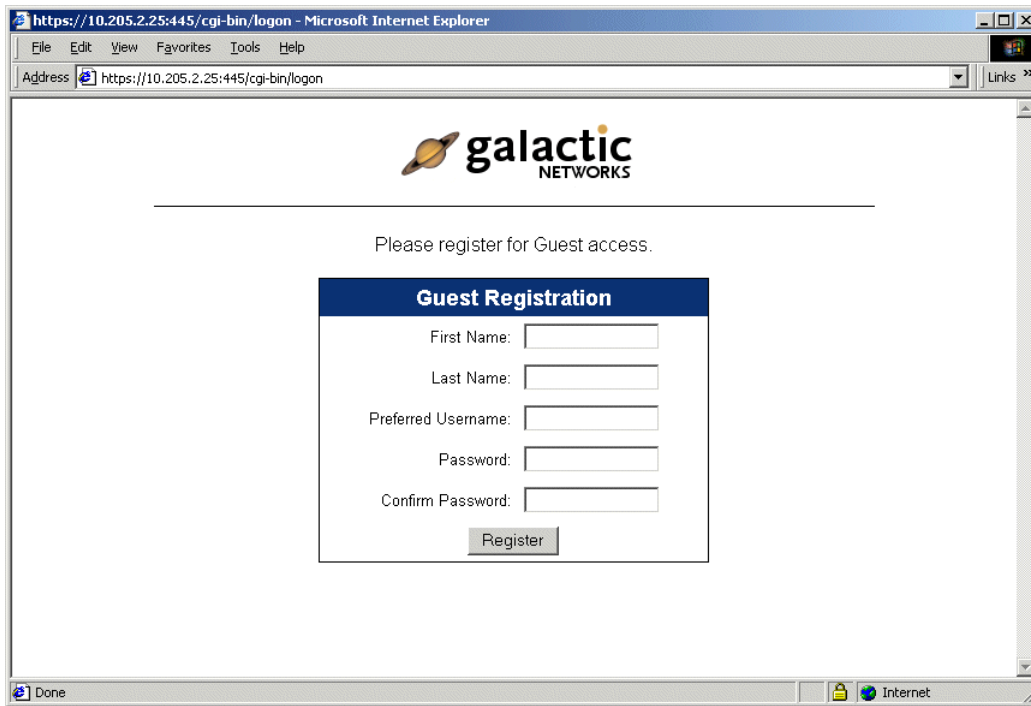 https://10.205.2.25:445/cgi-bin/logon - Microsoft Internet Explorer
File Edit View Favorites Tools Help
Address https://10.205.2.25:445/cgi-bin/logon Links »
galactic
NETWORKS
Please register for Guest access.
Guest Registration
First Name:
Last Name:
Preferred Username:
Password:
Confirm Password:
Register
Done Internet